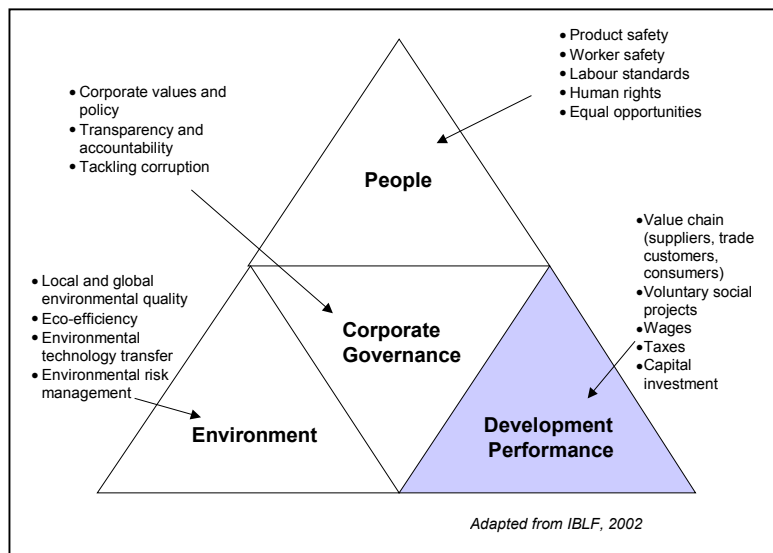 • Product safety
• Worker safety
• Labour standards
• Human rights
• Equal opportunities
• Corporate values and
policy
• Transparency and
accountability
• Tackling corruption
People
• Value chain
(suppliers, trade
customers,
consumers)
• Voluntary social
projects
• Wages
• Taxes
• Capital
investment
• Local and global
environmental quality
• Eco-efficiency
• Environmental
technology transfer
• Environmental risk
management
Corporate
Governance
Environment
Development
Performance
Adapted from IBLF, 2002